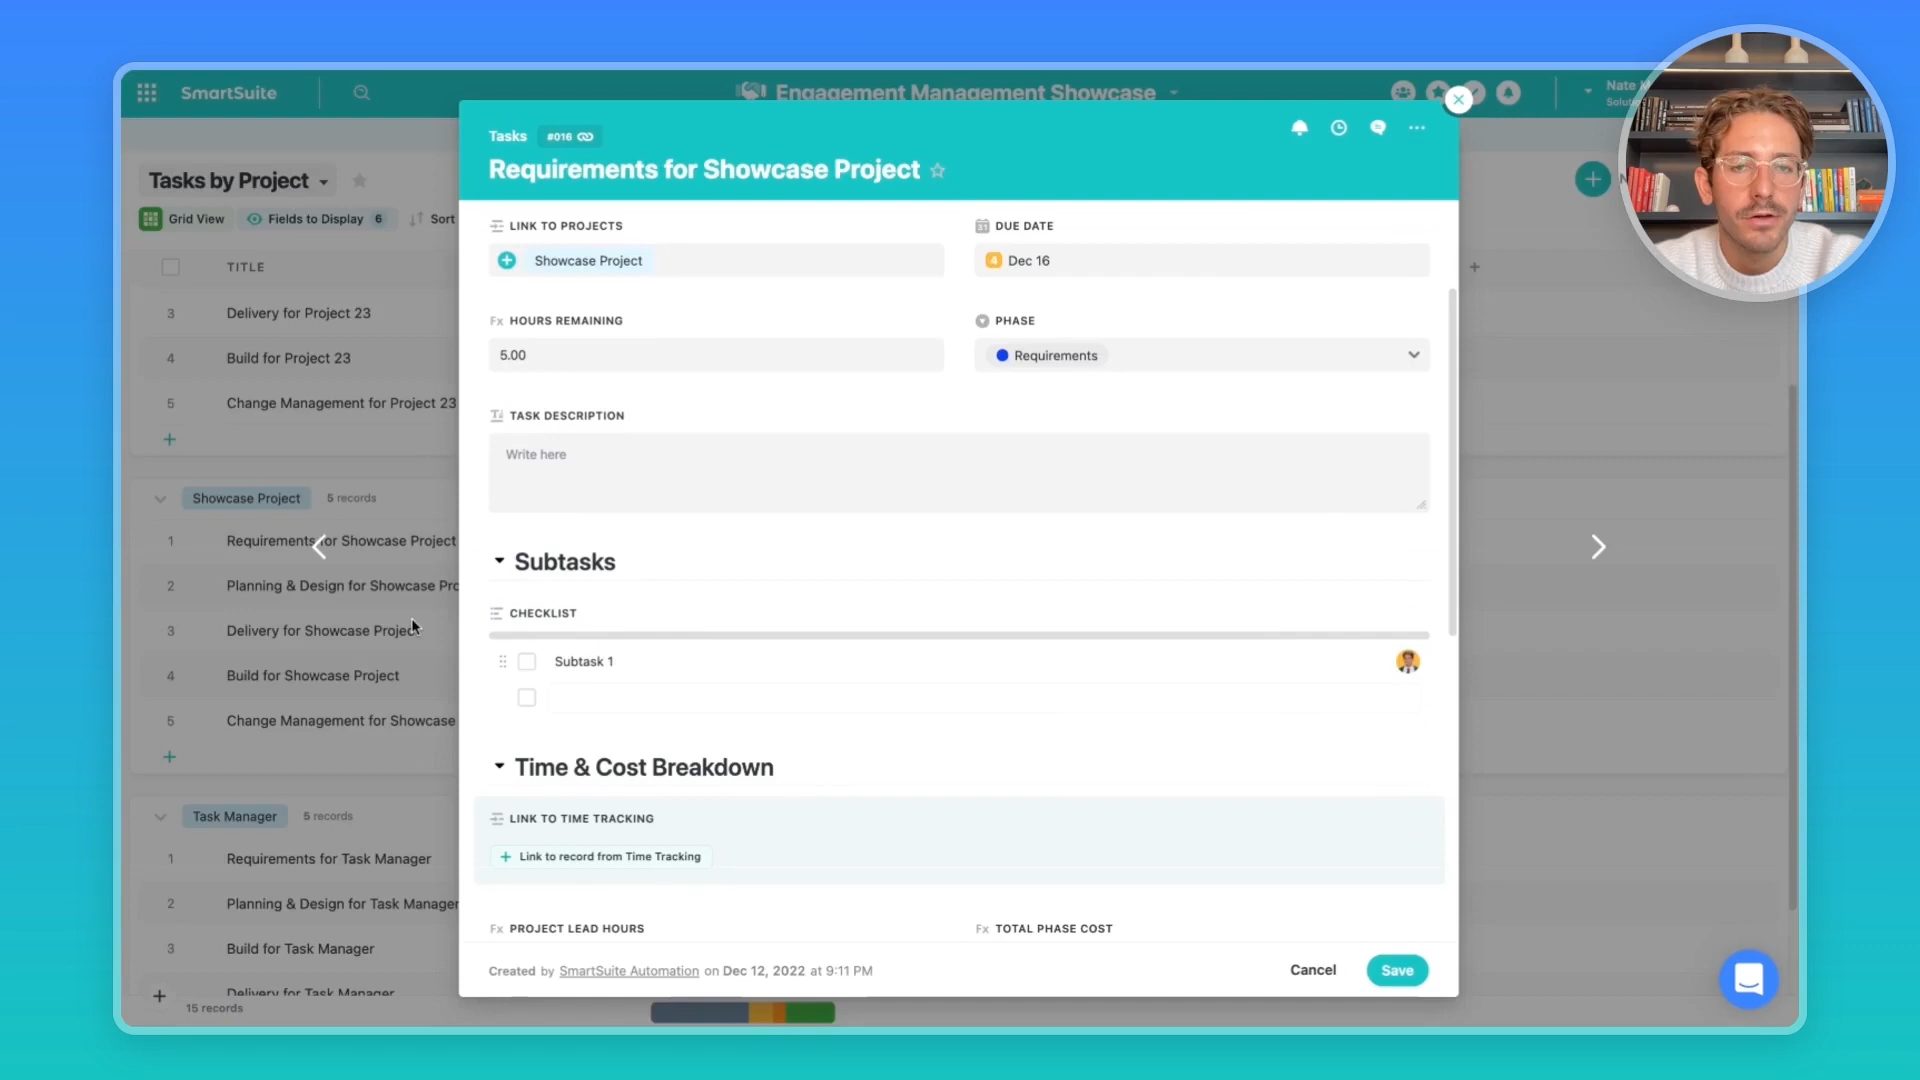 SmartSuite
Engagement Management Showcase
Nate
Tasks by Project
Grid View
Fields to Display 6
Sort
TITLE
3 Delivery for Project 23
4 Build for Project 23
5 Change Management for Project 23
Showcase Project 5 records
1 Requirements for Showcase Project
2 Planning & Design for Showcase Pro
3 Delivery for Showcase Project
4 Build for Showcase Project
5 Change Management for Showcase
Task Manager 5 records
1 Requirements for Task Manager
2 Planning & Design for Task Manager
3 Build for Task Manager
Delivery for Task Manager
15 records
Tasks #016
Requirements for Showcase Project
LINK TO PROJECTS
Showcase Project
DUE DATE
31
4 Dec 16
Fx HOURS REMAINING
5.00
PHASE
Requirements
TASK DESCRIPTION
Write here
Subtasks
CHECKLIST
Subtask 1
Time & Cost Breakdown
LINK TO TIME TRACKING
+ Link to record from Time Tracking
Fx PROJECT LEAD HOURS
Fx TOTAL PHASE COST
Created by SmartSuite Automation on Dec 12, 2022 at 9:11 PM
Cancel
Save